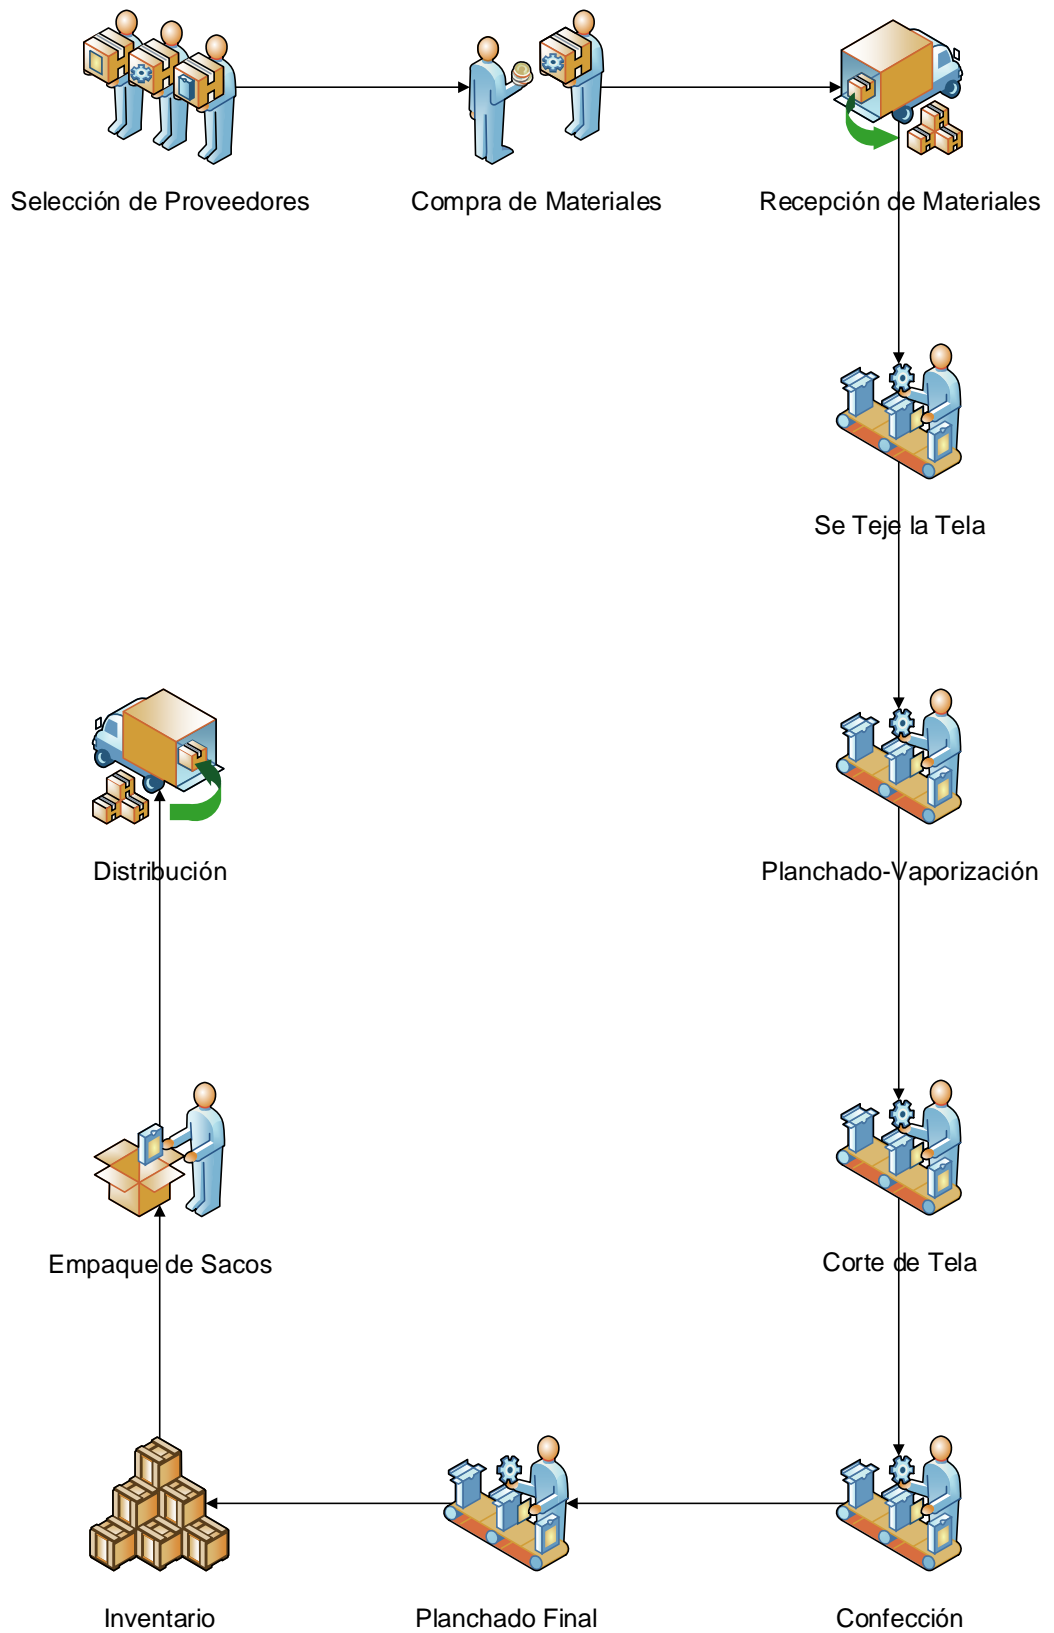 Selección de Proveedores
Compra de Materiales
Recepción de Materiales
Se Teje la Tela
Distribución
Planchado-Vaporización
Empaque de Sacos
Corte de Tela
Inventario
Planchado Final
Confección